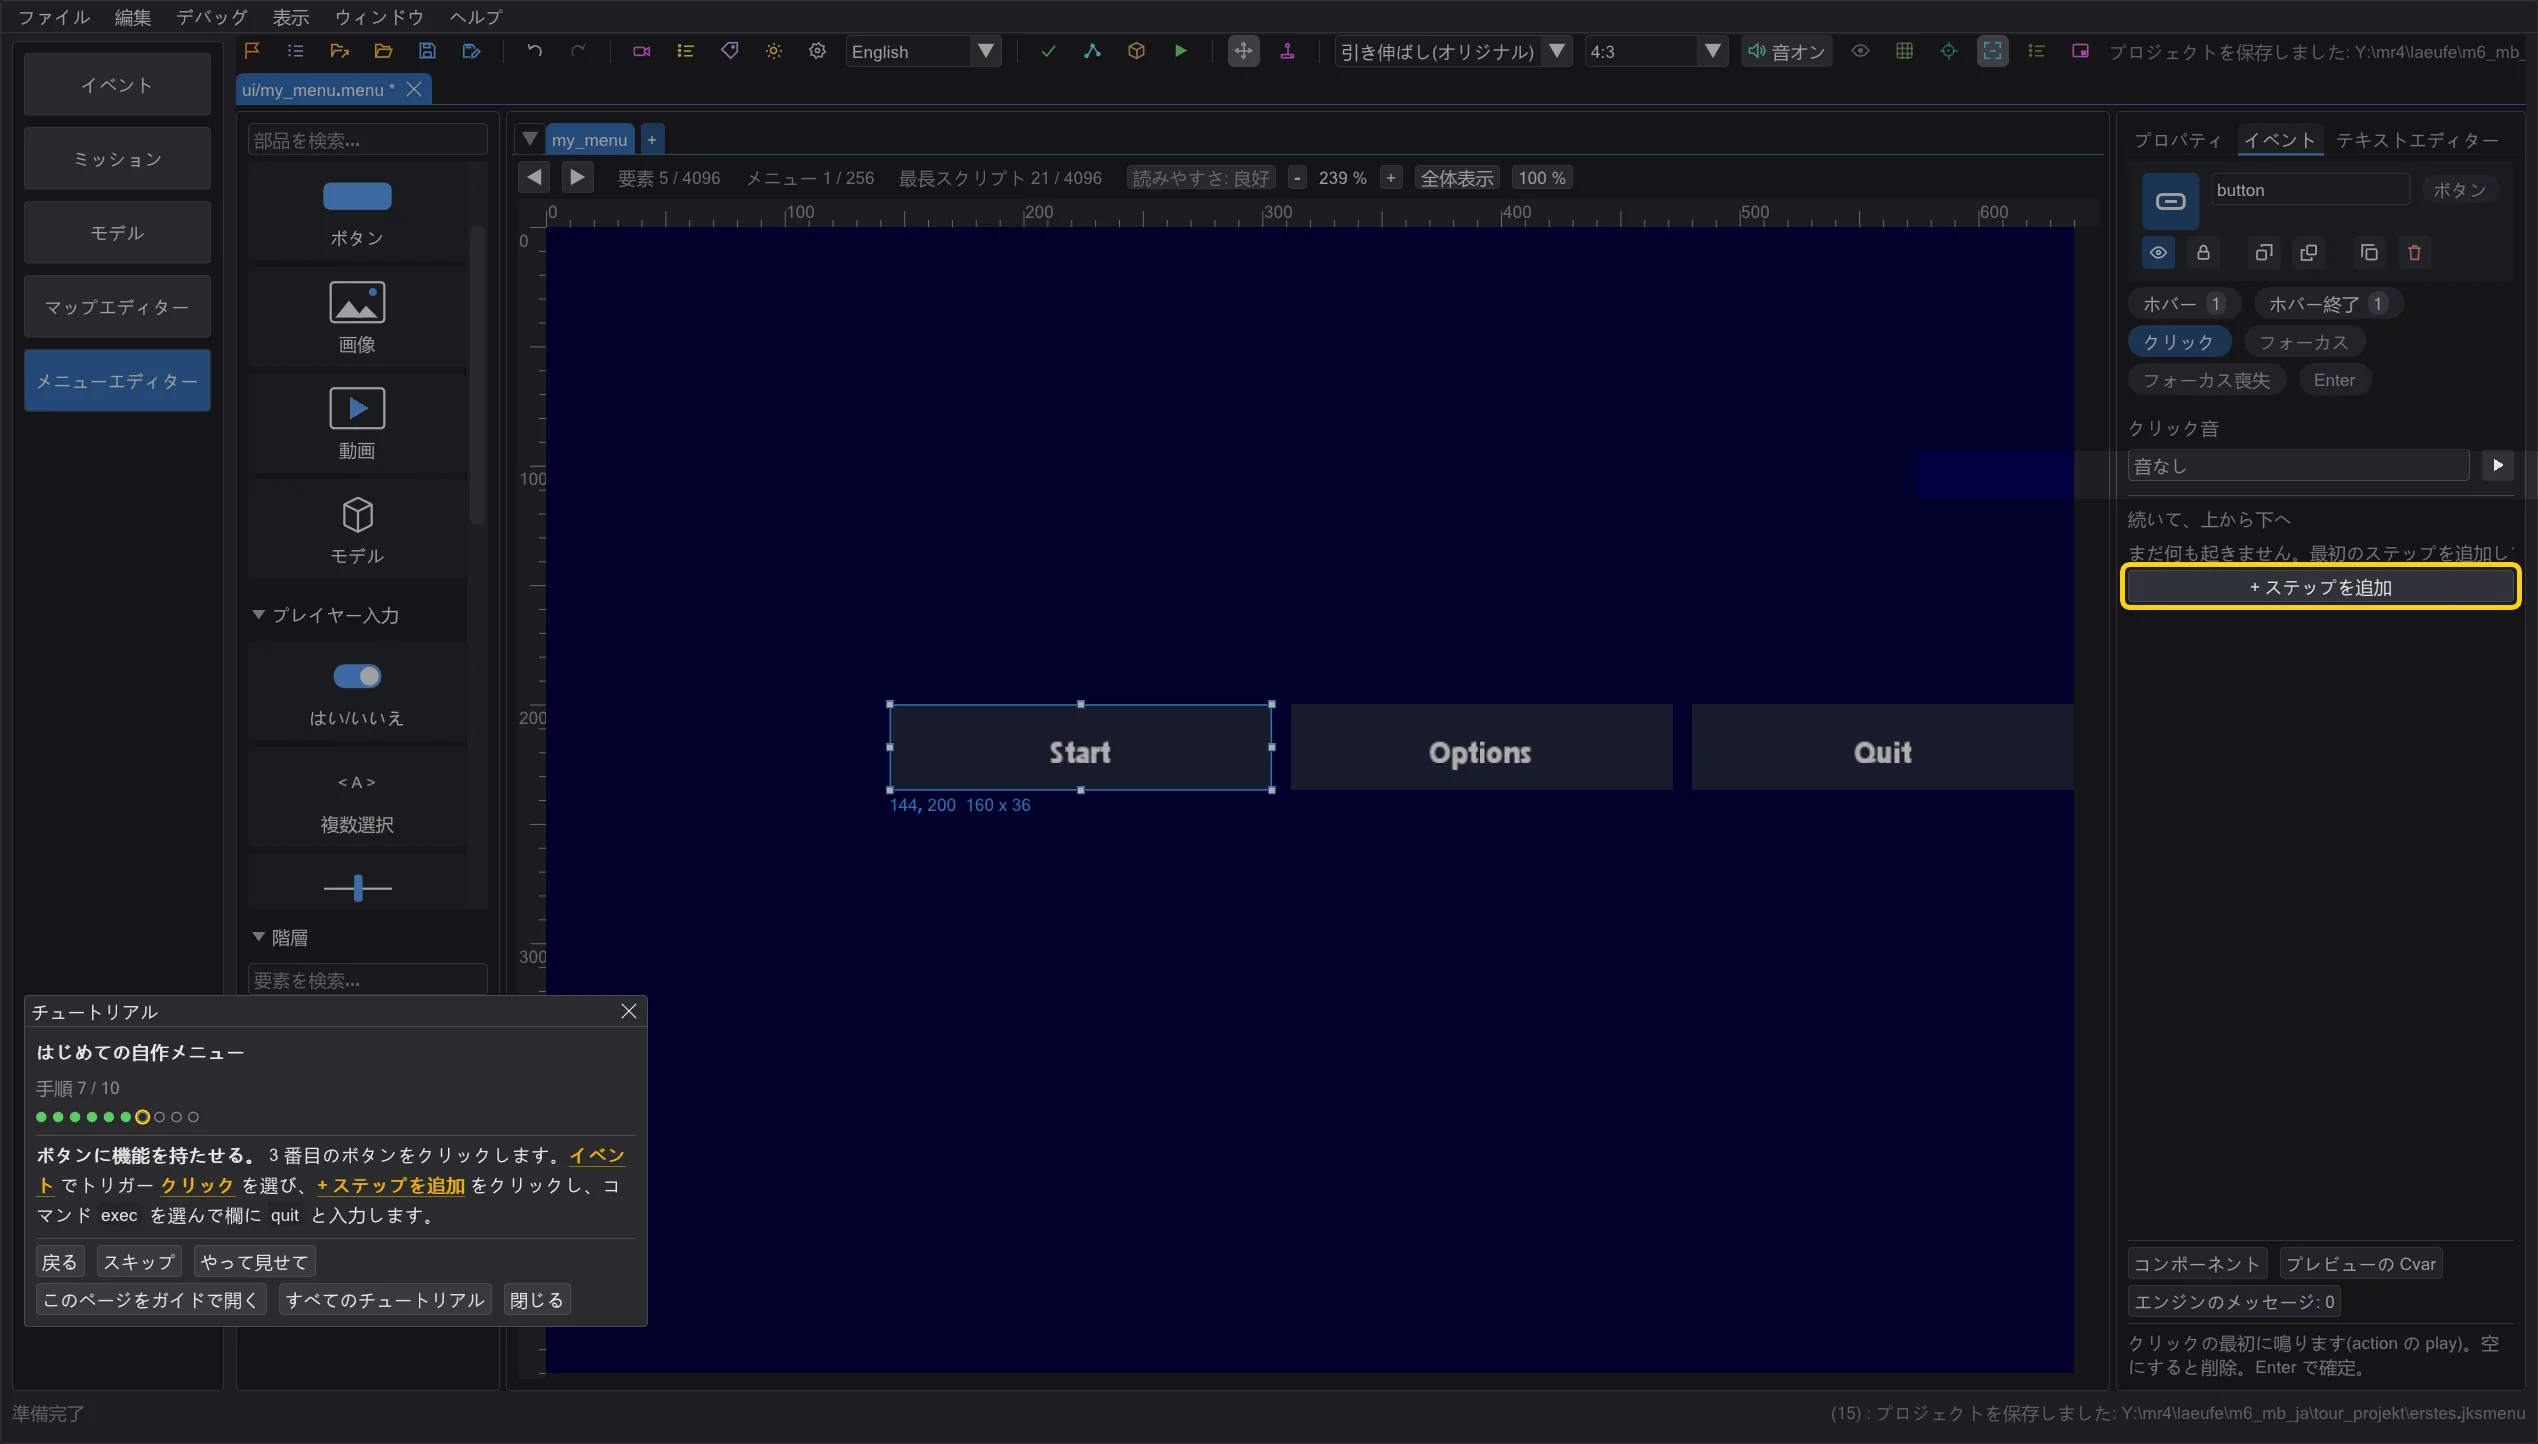 ファイル 編集 デバッグ 表示 ウィンドウ ヘルプ
English 引き伸ばし(オリジナル) 4:3 音オン プロジェクトを保存しました: Y:\mr4\laeufe\m6_mb_
イベント
ミッション
モデル
マップエディター
メニューエディター
ui/my_menu.menu *
部品を検索...
ボタン
画像
動画
モデル
プレイヤー入力
はい/いいえ
< A >
複数選択
階層
要素を検索...
my_menu +
要素 5 / 4096 メニュー 1 / 256 最長スクリプト 21 / 4096 読みやすさ: 良好 - 239 % + 全体表示 100 %
0 100 200 300 400 500 600
0
100
200
300
Start
Options
Quit
144, 200 160 x 36
プロパティ イベント テキストエディター
button ボタン
ホバー 1 ホバー終了 1
クリック フォーカス
フォーカス喪失 Enter
クリック音
音なし
続いて、上から下へ
まだ何も起きません。最初のステップを追加し
+ ステップを追加
コンポーネント プレビューの Cvar
エンジンのメッセージ: 0
クリックの最初に鳴ります(action の play)。空
にすると削除。Enter で確定。
チュートリアル
はじめての自作メニュー
手順 7 / 10
ボタンに機能を持たせる。 3 番目のボタンをクリックします。イベン
ト でトリガー クリック を選び、+ ステップを追加 をクリックし、コ
マンド exec を選んで欄に quit と入力します。
戻る スキップ やって見せて
このページをガイドで開く すべてのチュートリアル 閉じる
準備完了
(15) : プロジェクトを保存しました: Y:\mr4\laeufe\m6_mb_ja\tour_projekt\erstes.jksmenu